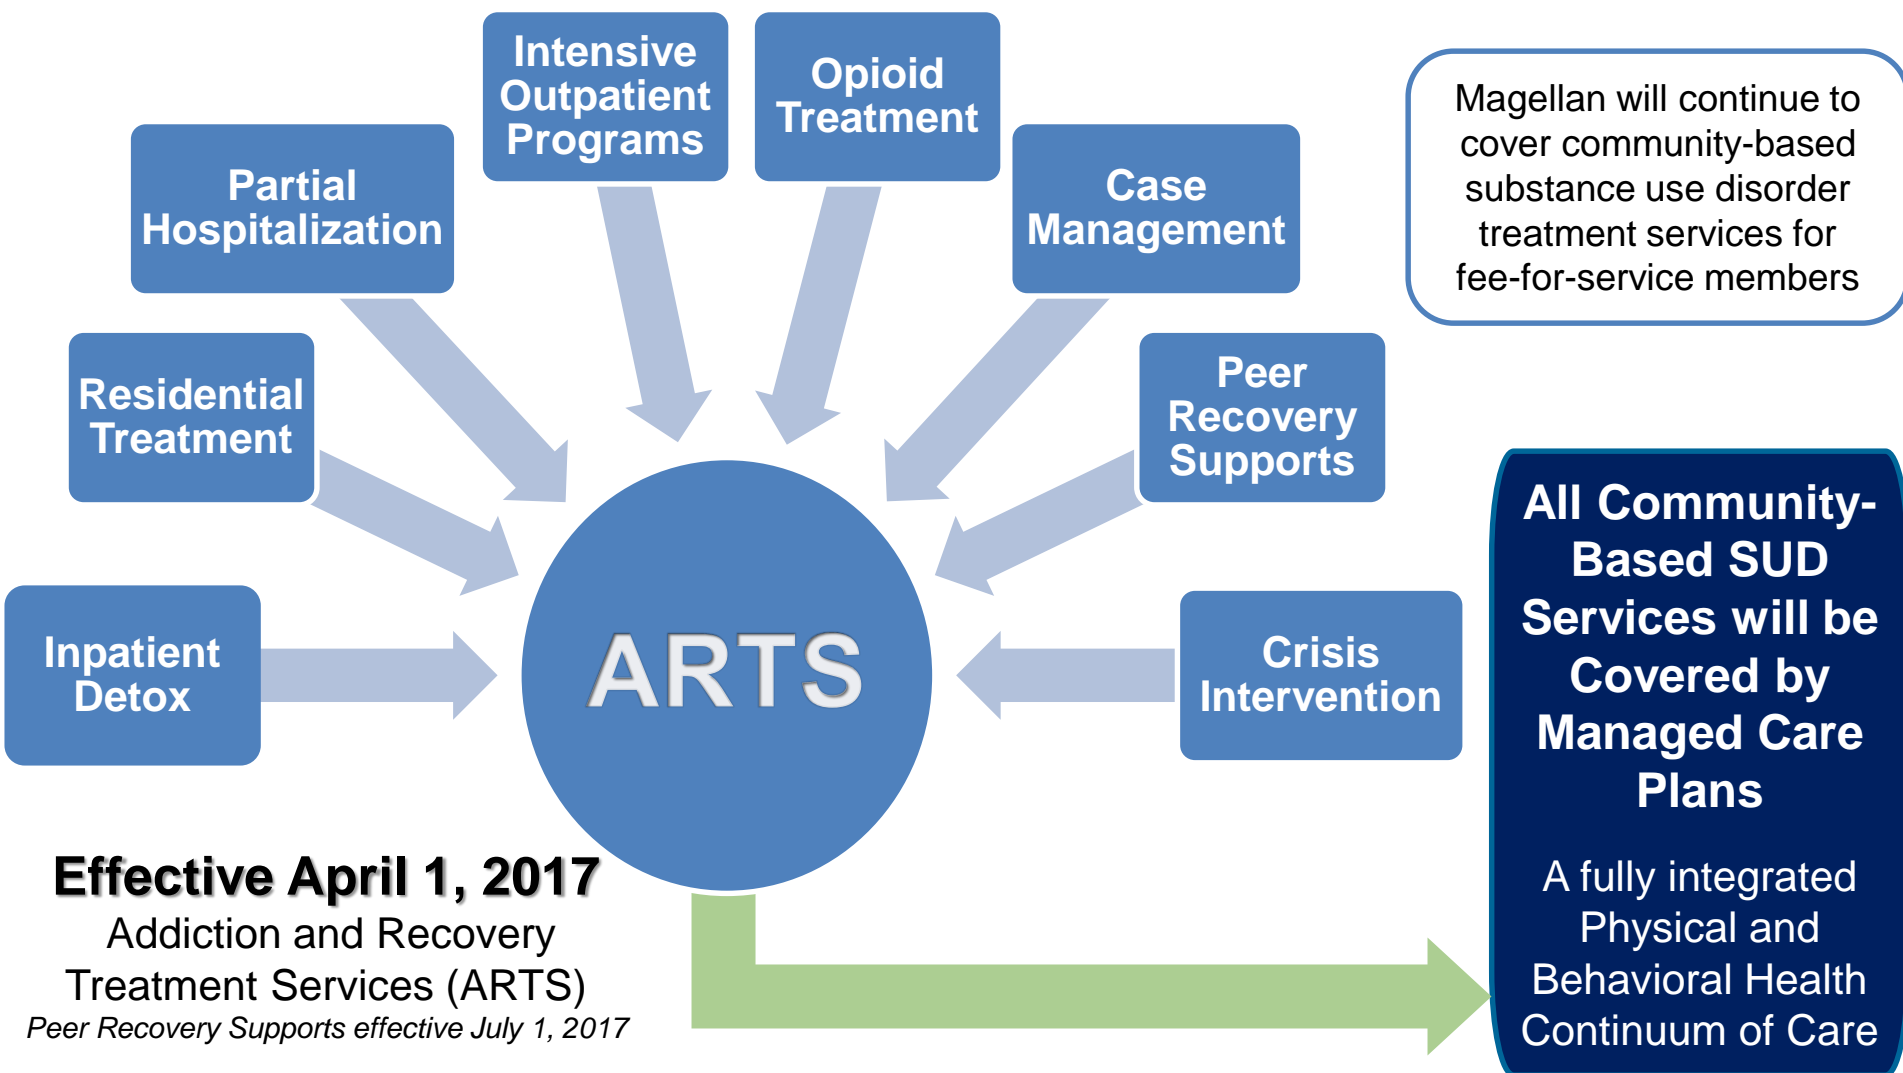 Intensive
Outpatient
Programs
Opioid
Treatment
Partial
Hospitalization
Case
Management
Residential
Treatment
Peer
Recovery
Supports
Inpatient
Detox
Crisis
Intervention
ARTS
Magellan will continue to
cover community-based
substance use disorder
treatment services for
fee-for-service members
All Community-
Based SUD
Services will be
Covered by
Managed Care
Plans
A fully integrated
Physical and
Behavioral Health
Continuum of Care
Effective April 1, 2017
Addiction and Recovery
Treatment Services (ARTS)
Peer Recovery Supports effective July 1, 2017